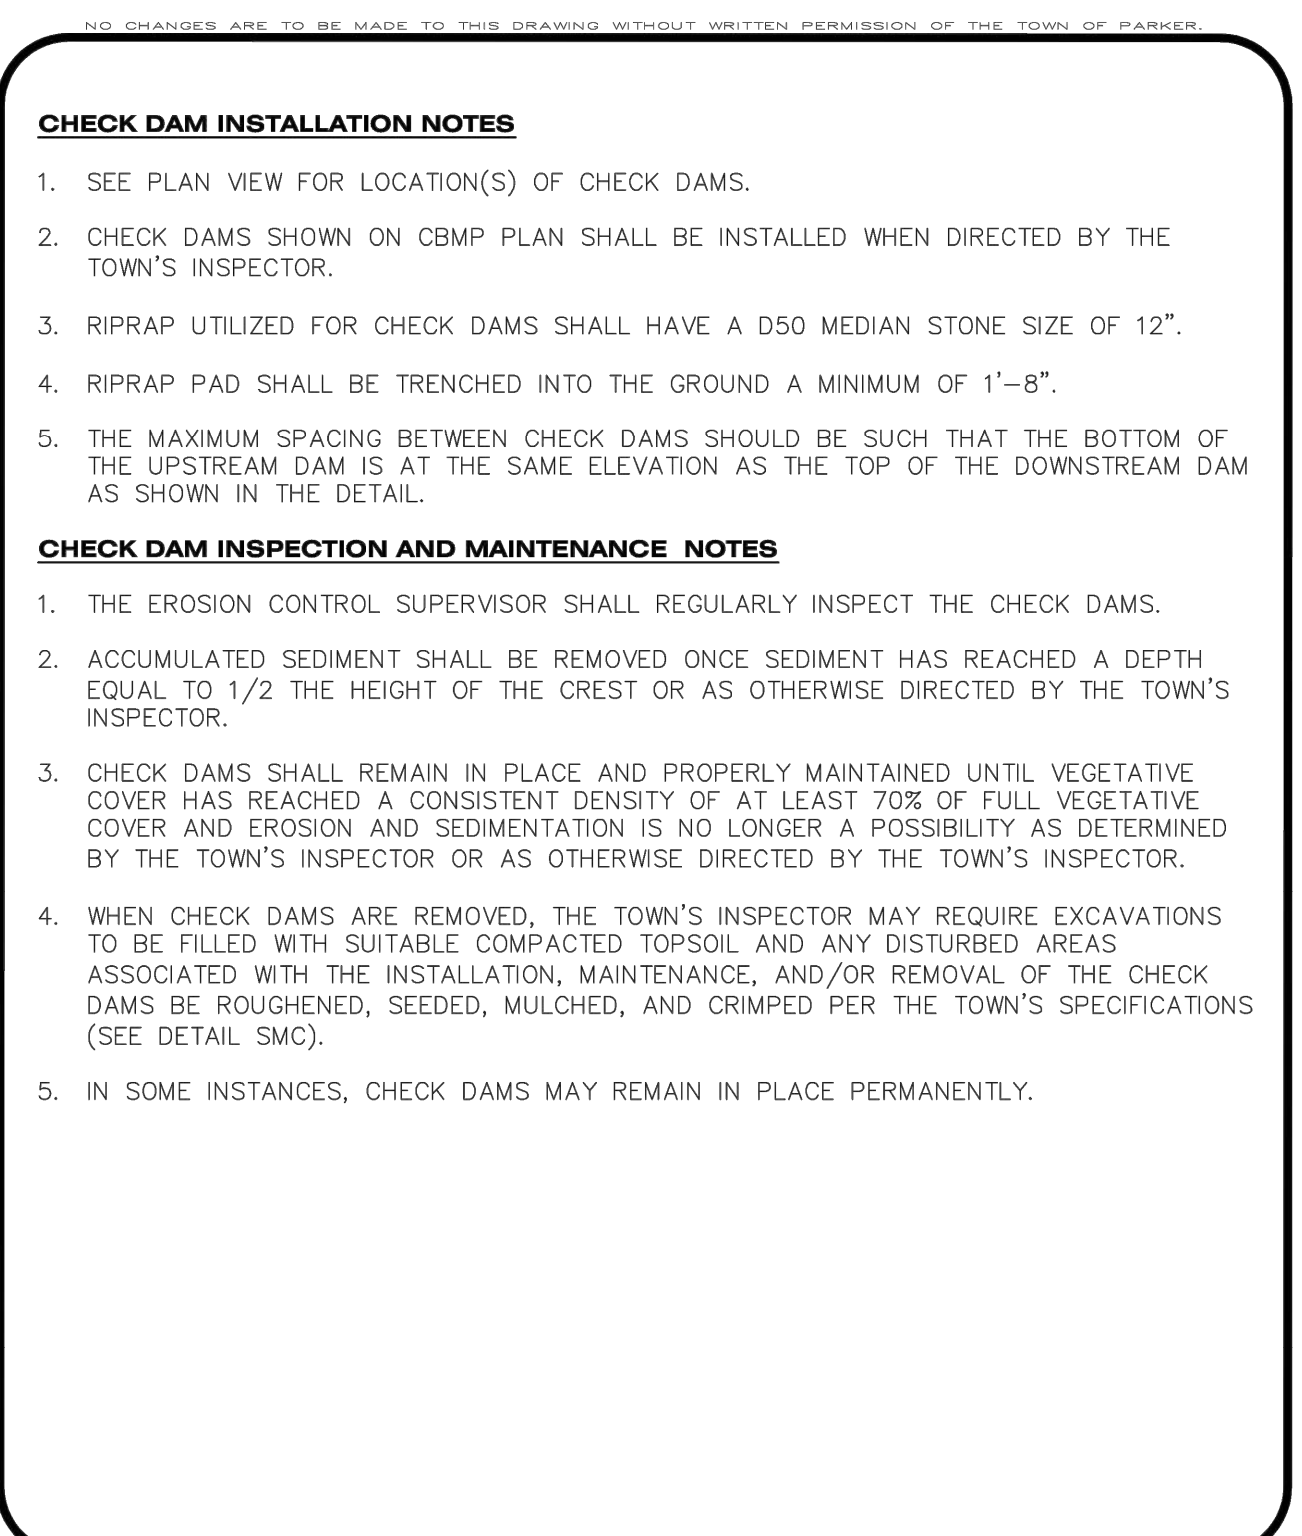 NO CHANGES ARE TO BE MADE TO THIS DRAWING WITHOUT WRITTEN PERMISSION OF THE TOWN OF PARKER.
CHECK DAM INSTALLATION NOTES
1. SEE PLAN VIEW FOR LOCATION(S) OF CHECK DAMS.
2. CHECK DAMS SHOWN ON CBMP PLAN SHALL BE INSTALLED WHEN DIRECTED BY THE
TOWN'S INSPECTOR.
3. RIPRAP UTILIZED FOR CHECK DAMS SHALL HAVE A D50 MEDIAN STONE SIZE OF 12”.
4. RIPRAP PAD SHALL BE TRENCHED INTO THE GROUND A MINIMUM OF 1'–8”.
5. THE MAXIMUM SPACING BETWEEN CHECK DAMS SHOULD BE SUCH THAT THE BOTTOM OF
THE UPSTREAM DAM IS AT THE SAME ELEVATION AS THE TOP OF THE DOWNSTREAM DAM
AS SHOWN IN THE DETAIL.
CHECK DAM INSPECTION AND MAINTENANCE NOTES
1. THE EROSION CONTROL SUPERVISOR SHALL REGULARLY INSPECT THE CHECK DAMS.
2. ACCUMULATED SEDIMENT SHALL BE REMOVED ONCE SEDIMENT HAS REACHED A DEPTH
EQUAL TO 1/2 THE HEIGHT OF THE CREST OR AS OTHERWISE DIRECTED BY THE TOWN'S
INSPECTOR.
3. CHECK DAMS SHALL REMAIN IN PLACE AND PROPERLY MAINTAINED UNTIL VEGETATIVE
COVER HAS REACHED A CONSISTENT DENSITY OF AT LEAST 70% OF FULL VEGETATIVE
COVER AND EROSION AND SEDIMENTATION IS NO LONGER A POSSIBILITY AS DETERMINED
BY THE TOWN'S INSPECTOR OR AS OTHERWISE DIRECTED BY THE TOWN'S INSPECTOR.
4. WHEN CHECK DAMS ARE REMOVED, THE TOWN'S INSPECTOR MAY REQUIRE EXCAVATIONS
TO BE FILLED WITH SUITABLE COMPACTED TOPSOIL AND ANY DISTURBED AREAS
ASSOCIATED WITH THE INSTALLATION, MAINTENANCE, AND/OR REMOVAL OF THE CHECK
DAMS BE ROUGHENED, SEEDED, MULCHED, AND CRIMPED PER THE TOWN'S SPECIFICATIONS
(SEE DETAIL SMC).
5. IN SOME INSTANCES, CHECK DAMS MAY REMAIN IN PLACE PERMANENTLY.